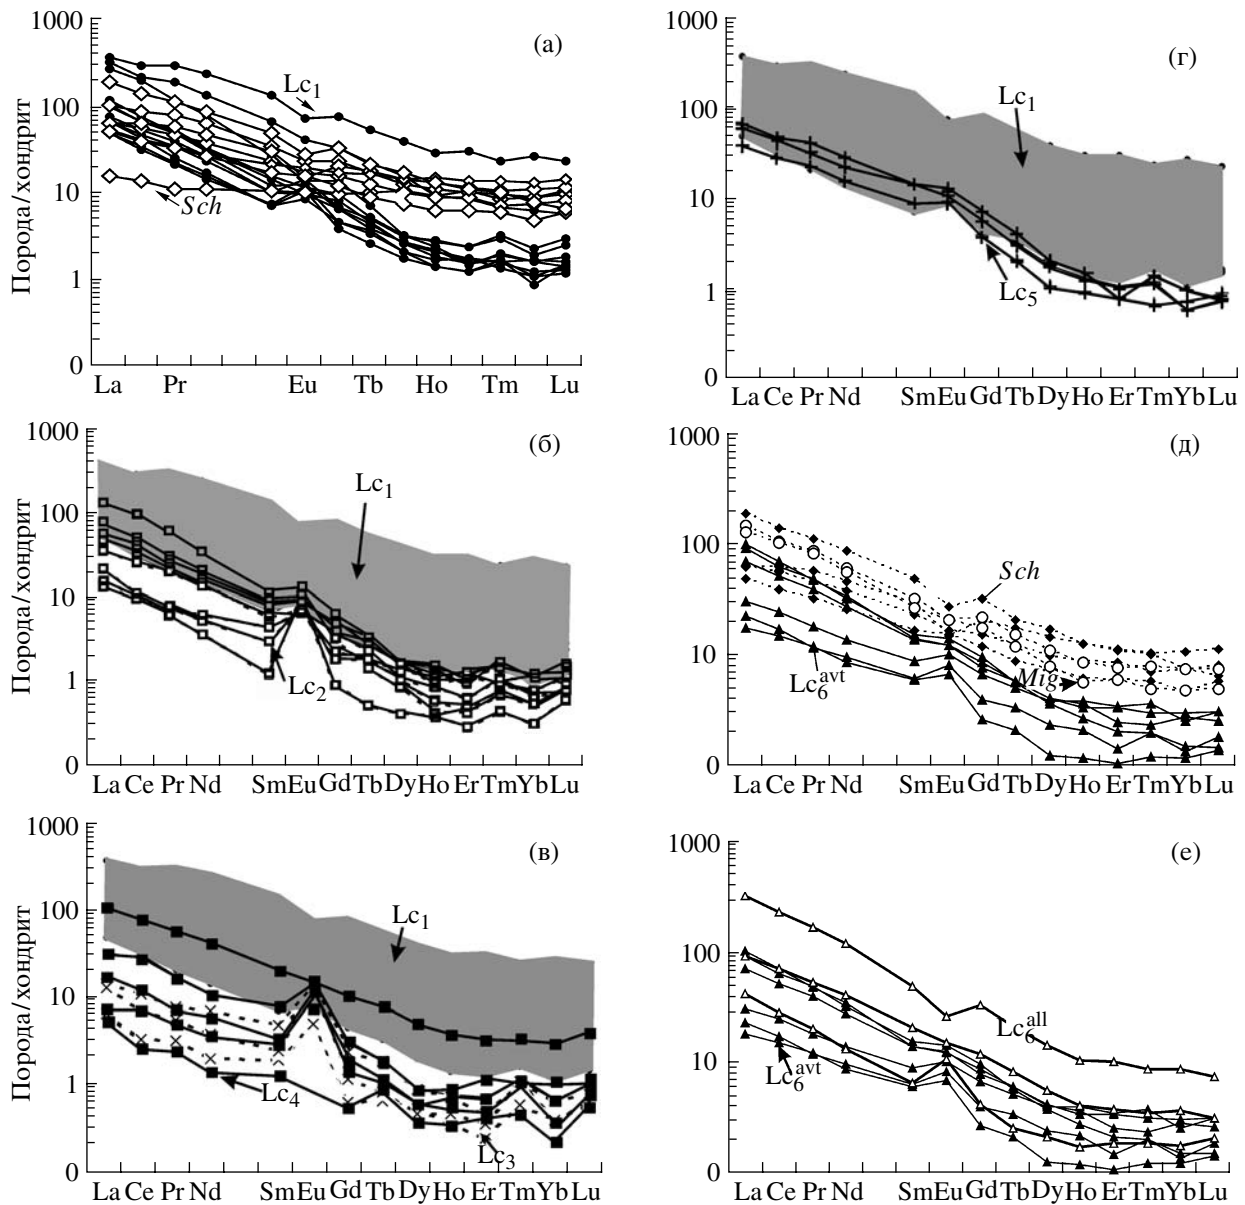 1000
(а)
Lc1
100
10
Sch
1
0
Порода/хондрит
La Pr Eu Tb Ho Tm Lu
1000
(г)
Lc1
100
10
Lc5
1
0
La Ce Pr Nd Sm Eu Gd Tb Dy Ho Er Tm Yb Lu
1000
(б)
Lc1
100
10
1
Lc2
0
Порода/хондрит
La Ce Pr Nd Sm Eu Gd Tb Dy Ho Er Tm Yb Lu
1000
(д)
100
Sch
10
Mig
Lc6avt
1
0
La Ce Pr Nd Sm Eu Gd Tb Dy Ho Er Tm Yb Lu
1000
(в)
Lc1
100
10
1
Lc4
Lc3
0
Порода/хондрит
La Ce Pr Nd Sm Eu Gd Tb Dy Ho Er Tm Yb Lu
1000
(е)
100
Lc6all
10
Lc6avt
1
0
La Ce Pr Nd Sm Eu Gd Tb Dy Ho Er Tm Yb Lu